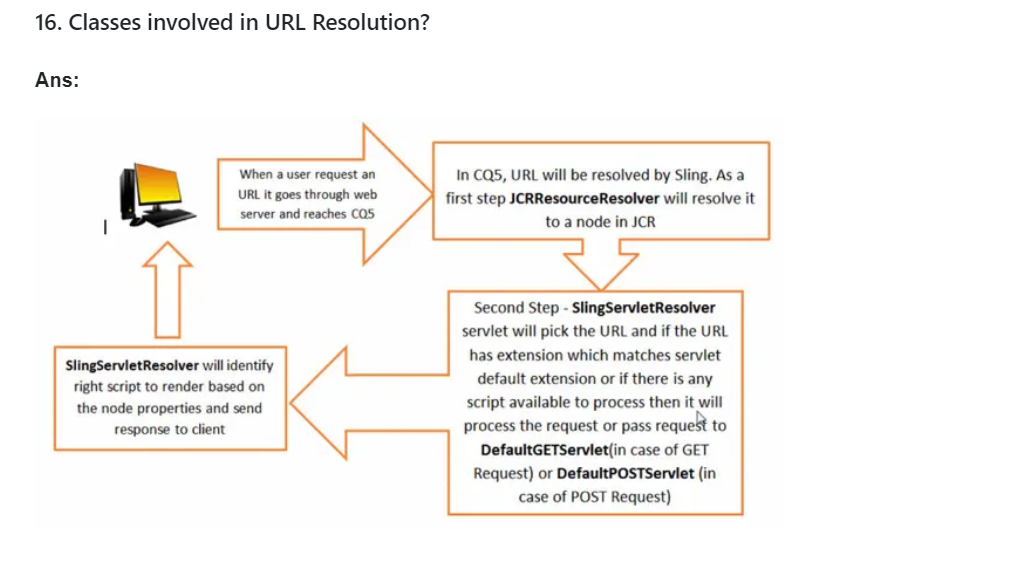 16. Classes involved in URL Resolution?
Ans:
When a user request an
URL it goes through web
server and reaches CQ5
In CQ5, URL will be resolved by Sling. As a
first step JCRResourceResolver will resolve it
to a node in JCR
Second Step - SlingServletResolver
servlet will pick the URL and if the URL
has extension which matches servlet
default extension or if there is any
script available to process then it will
process the request or pass request to
DefaultGETServlet(in case of GET
Request) or DefaultPOSTServlet (in
case of POST Request)
SlingServletResolver will identify
right script to render based on
the node properties and send
response to client